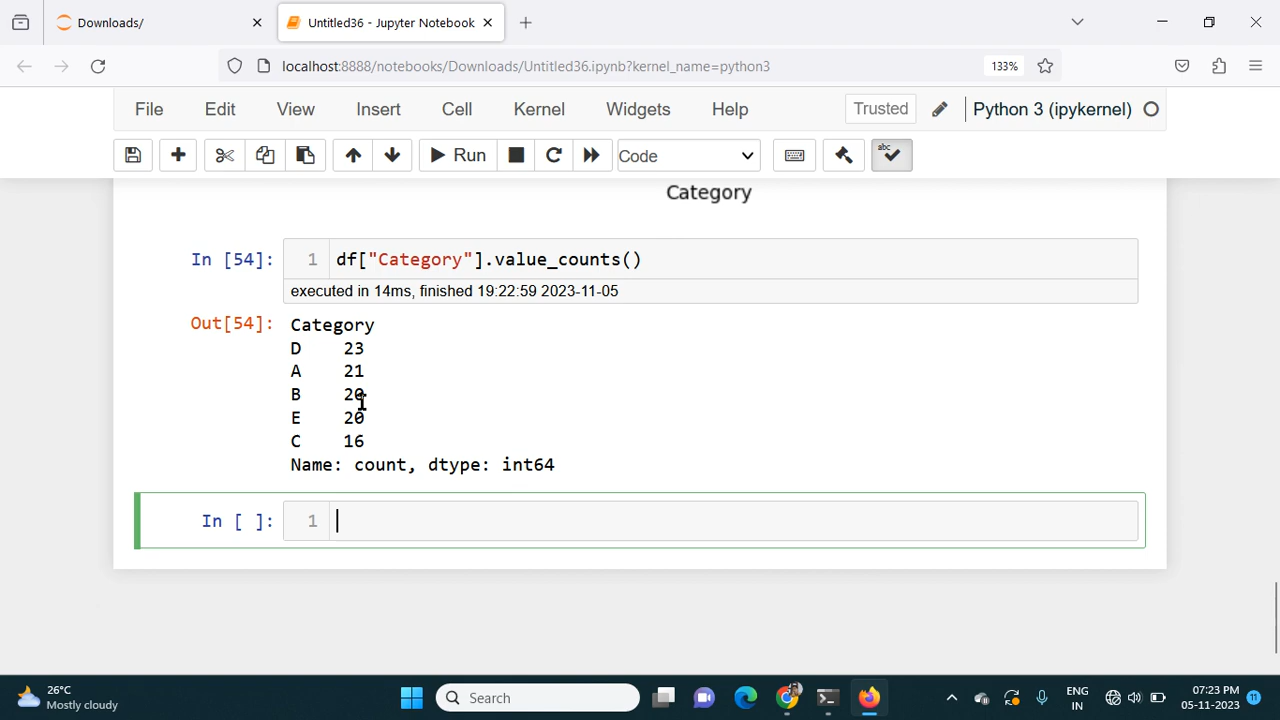 Downloads/
Untitled36 - Jupyter Notebook
localhost:8888/notebooks/Downloads/Untitled36.ipynb?kernel_name=python3
133%
File Edit View Insert Cell Kernel Widgets Help
Trusted
Python 3 (ipykernel)
Run
Code
abc
Category
In [54]: 1 df["Category"].value_counts()
executed in 14ms, finished 19:22:59 2023-11-05
Out[54]: Category
D 23
A 21
B 20
E 20
C 16
Name: count, dtype: int64
In [ ]: 1
26°C
Mostly cloudy
Search
ENG
IN
07:23 PM
05-11-2023
11